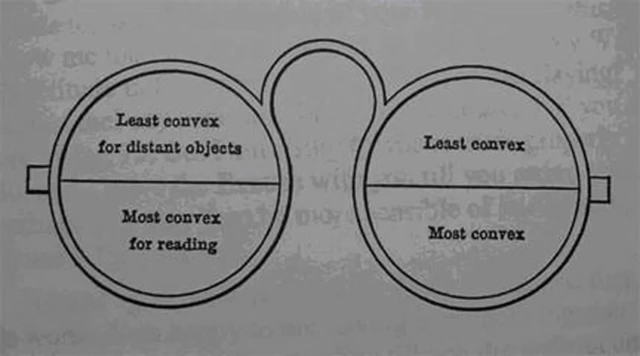 Least convex
for distant objects
Least convex
Most convex
for reading
Most convex